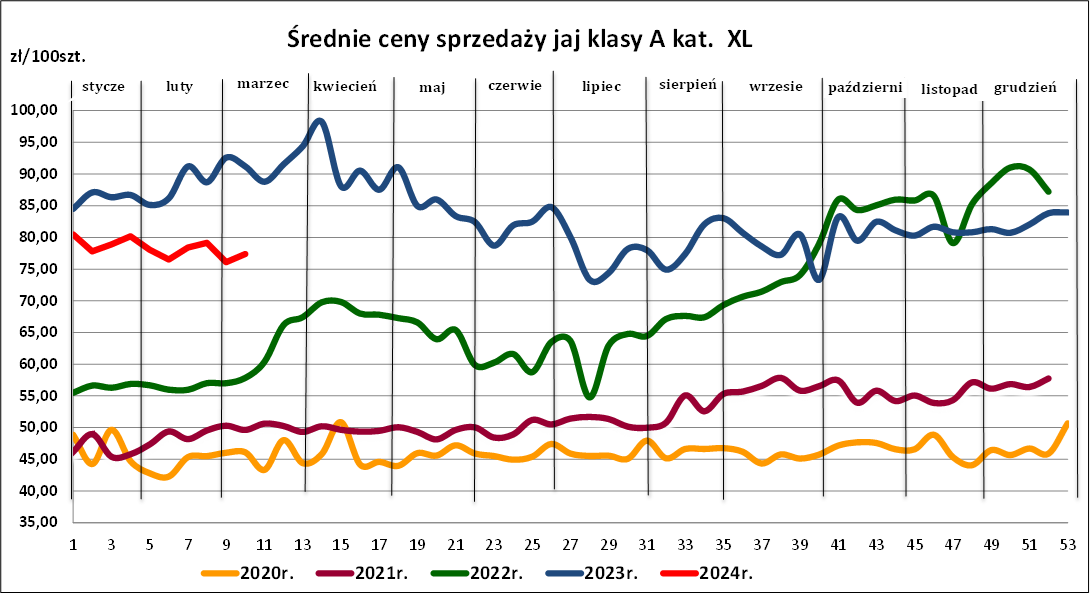 Średnie ceny sprzedaży jaj klasy A kat.  XL
zł/100szt.
stycze luty marzec kwiecień maj czerwie lipiec sierpień wrzesie październi listopad grudzień
100,00
95,00
90,00
85,00
80,00
75,00
70,00
65,00
60,00
55,00
50,00
45,00
40,00
35,00
1 3 5 7 9 11 13 15 17 19 21 23 25 27 29 31 33 35 37 39 41 43 45 47 49 51 53
2020r. 2021r. 2022r. 2023r. 2024r.